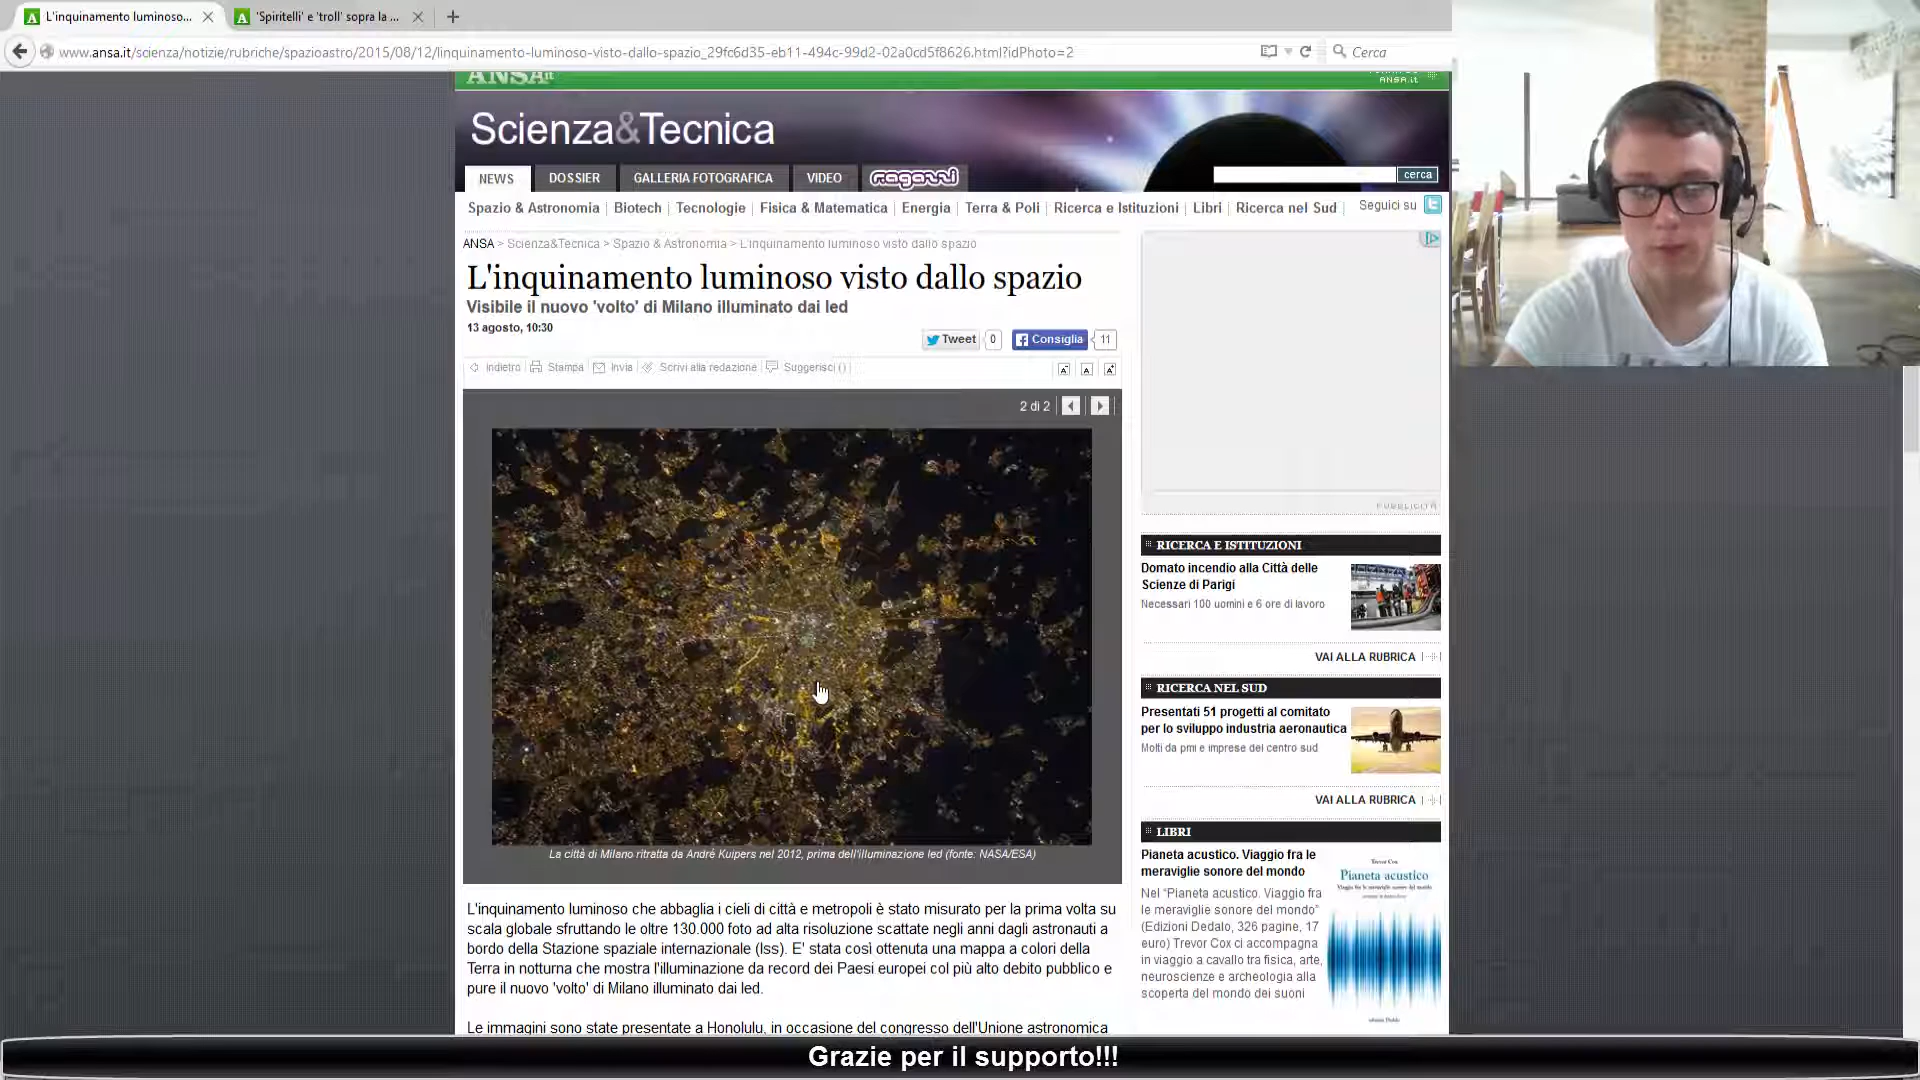 L'inquinamento luminoso...
'Spiritelli' e 'troll' sopra la ...
www.ansa.it/scienza/notizie/rubriche/spazioastro/2015/08/12/linquinamento-luminoso-visto-dallo-spazio_29fc6d35-eb11-494c-99d2-02a0cd5f8626.html?idPhoto=2
Cerca
ANSA.it
ANSA.it
Scienza&Tecnica
NEWS
DOSSIER
GALLERIA FOTOGRAFICA
VIDEO
ragazzi
cerca
Spazio & Astronomia | Biotech | Tecnologie | Fisica & Matematica | Energia | Terra & Poli | Ricerca e Istituzioni | Libri | Ricerca nel Sud |
Seguici su
ANSA > Scienza&Tecnica > Spazio & Astronomia > L'inquinamento luminoso visto dallo spazio
L'inquinamento luminoso visto dallo spazio
Visibile il nuovo 'volto' di Milano illuminato dai led
13 agosto, 10:30
Tweet 0
Consiglia 11
Indietro
Stampa
Invia
Scrivi alla redazione
Suggerisci ()
A- A A+
2 di 2
La città di Milano ritratta da André Kuipers nel 2012, prima dell'illuminazione led (fonte: NASA/ESA)
L'inquinamento luminoso che abbaglia i cieli di città e metropoli è stato misurato per la prima volta su
scala globale sfruttando le oltre 130.000 foto ad alta risoluzione scattate negli anni dagli astronauti a
bordo della Stazione spaziale internazionale (Iss). E' stata così ottenuta una mappa a colori della
Terra in notturna che mostra l'illuminazione da record dei Paesi europei col più alto debito pubblico e
pure il nuovo 'volto' di Milano illuminato dai led.
Le immagini sono state presentate a Honolulu, in occasione del congresso dell'Unione astronomica
PUBBLICITÀ
RICERCA E ISTITUZIONI
Domato incendio alla Città delle
Scienze di Parigi
Necessari 100 uomini e 6 ore di lavoro
VAI ALLA RUBRICA
RICERCA NEL SUD
Presentati 51 progetti al comitato
per lo sviluppo industria aeronautica
Molti da pmi e imprese del centro sud
VAI ALLA RUBRICA
LIBRI
Pianeta acustico. Viaggio fra le
meraviglie sonore del mondo
Nel "Pianeta acustico. Viaggio fra
le meraviglie sonore del mondo"
(Edizioni Dedalo, 326 pagine, 17
euro) Trevor Cox ci accompagna
in viaggio a cavallo tra fisica, arte,
neuroscienze e archeologia alla
scoperta del mondo dei suoni
Trevor Cox
Pianeta acustico
Grazie per il supporto!!!